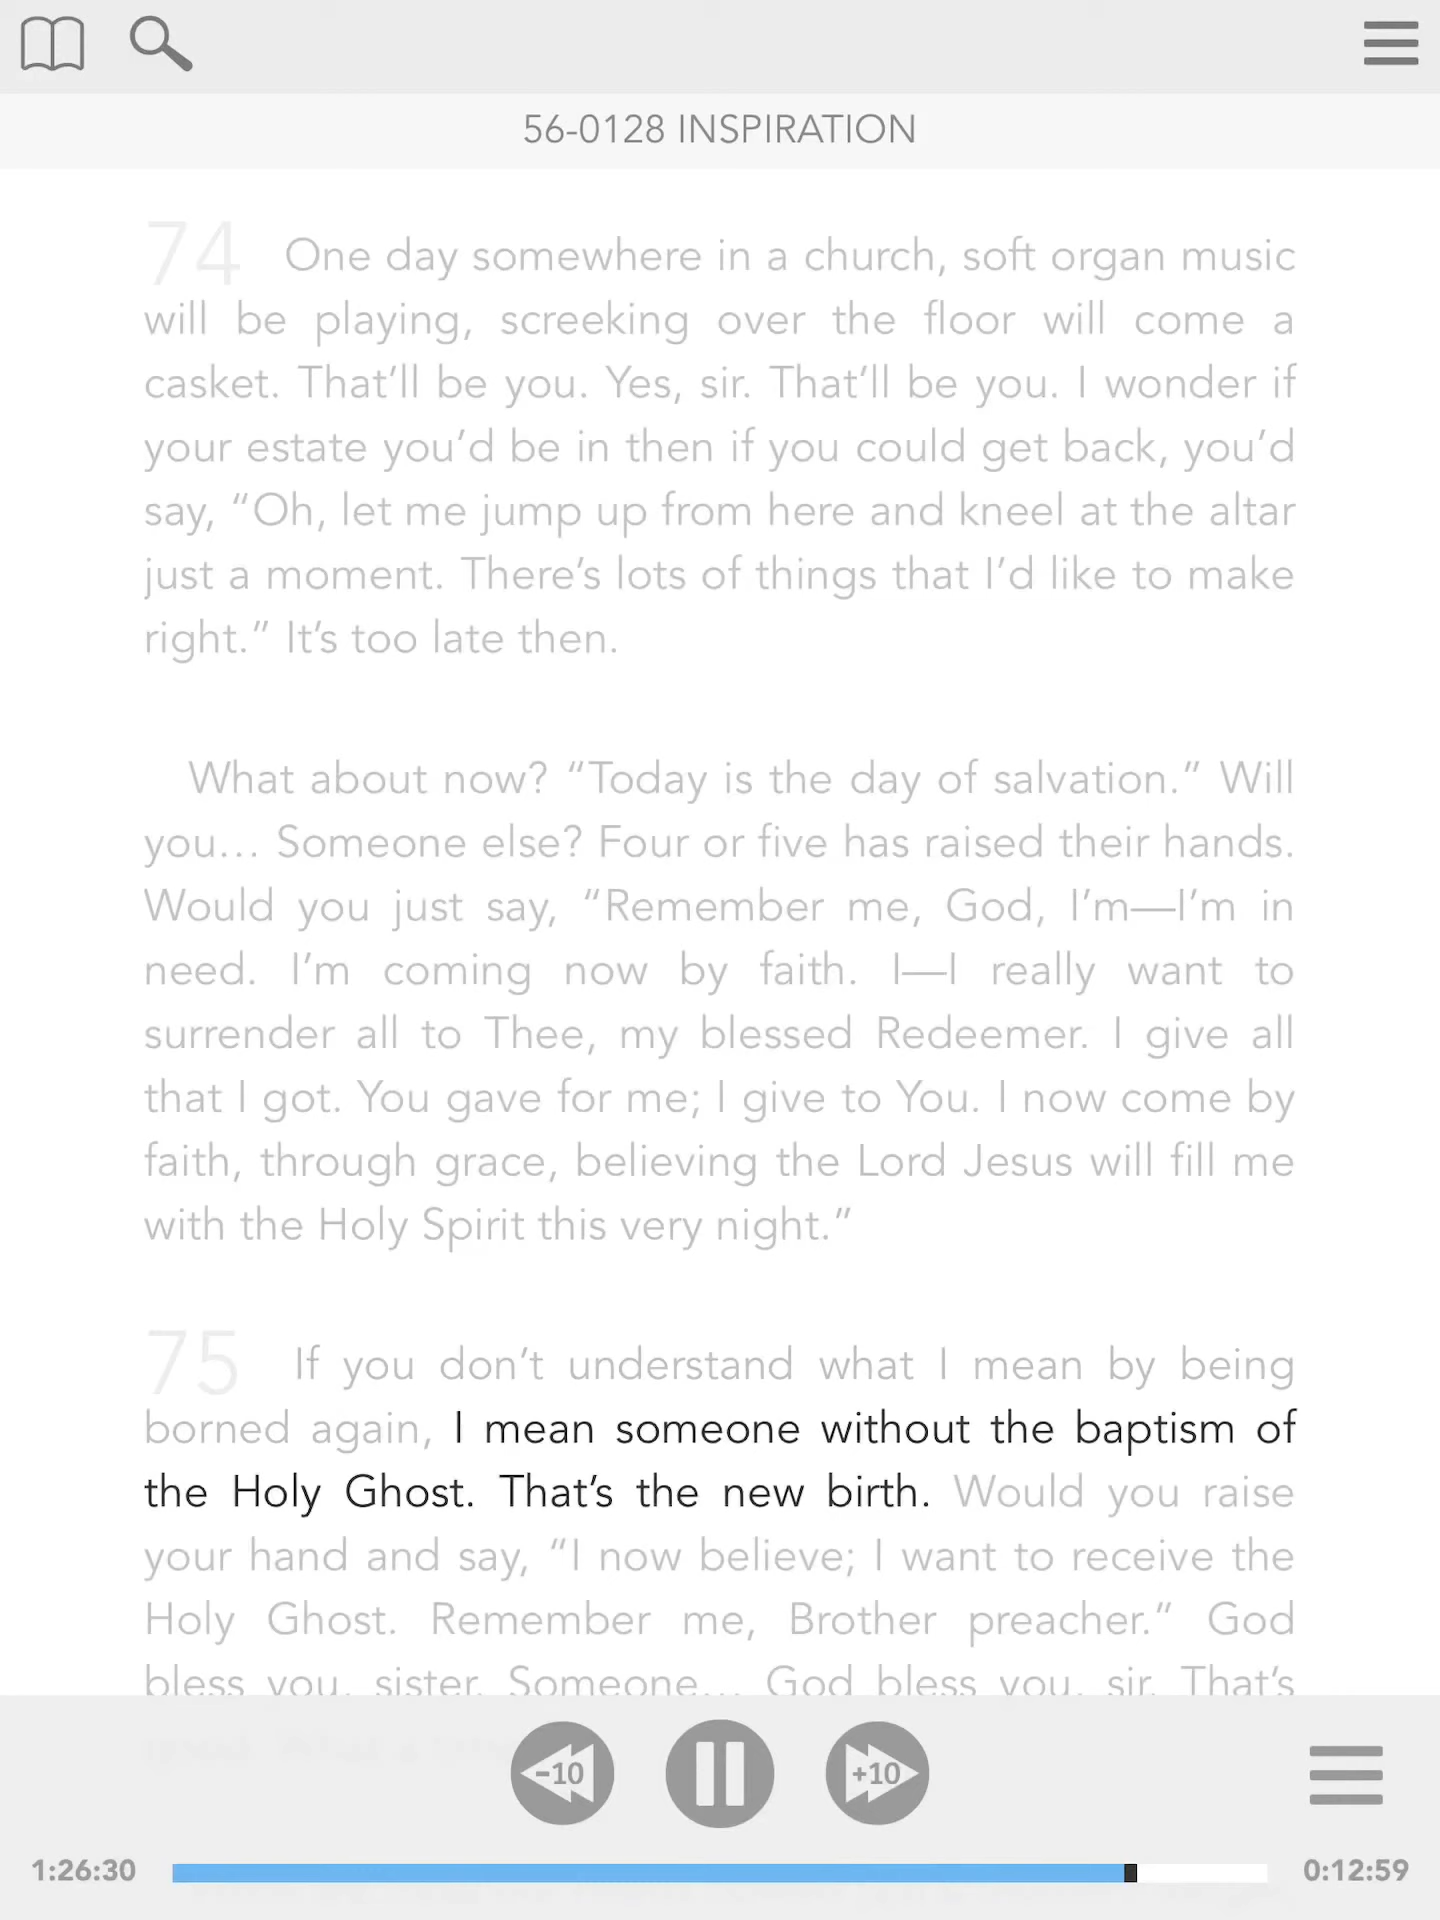 56-0128 INSPIRATION
74 One day somewhere in a church, soft organ music
will be playing, screeking over the floor will come a
casket. That’ll be you. Yes, sir. That’ll be you. I wonder if
your estate you’d be in then if you could get back, you’d
say, “Oh, let me jump up from here and kneel at the altar
just a moment. There’s lots of things that I’d like to make
right.” It’s too late then.
What about now? “Today is the day of salvation.” Will
you… Someone else? Four or five has raised their hands.
Would you just say, “Remember me, God, I’m—I’m in
need. I’m coming now by faith. I—I really want to
surrender all to Thee, my blessed Redeemer. I give all
that I got. You gave for me; I give to You. I now come by
faith, through grace, believing the Lord Jesus will fill me
with the Holy Spirit this very night.”
75 If you don’t understand what I mean by being
borned again, I mean someone without the baptism of
the Holy Ghost. That’s the new birth. Would you raise
your hand and say, “I now believe; I want to receive the
Holy Ghost. Remember me, Brother preacher.” God
bless you, sister. Someone… God bless you, sir. That’s
-10 +10
1:26:30 0:12:59